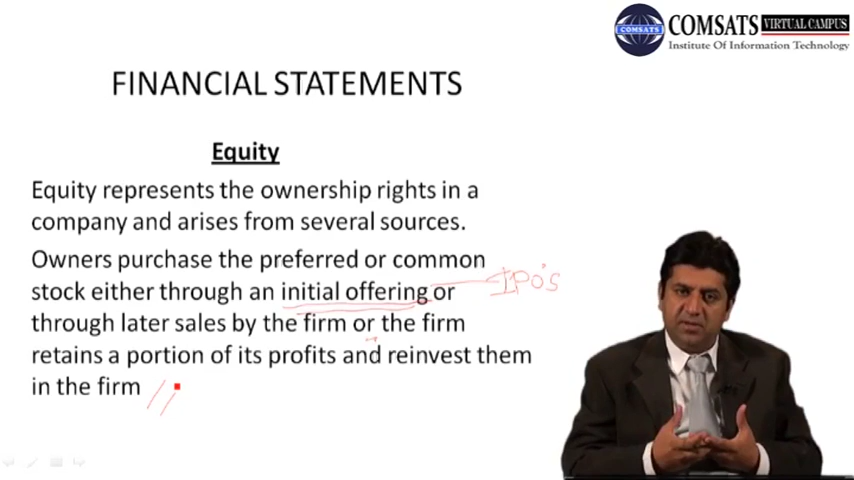 COMSATS VIRTUAL CAMPUS
COMSATS
Institute Of Information Technology
FINANCIAL STATEMENTS
Equity
Equity represents the ownership rights in a
company and arises from several sources.
Owners purchase the preferred or common
stock either through an initial offering or
IPO'S
through later sales by the firm or the firm
retains a portion of its profits and reinvest them
in the firm